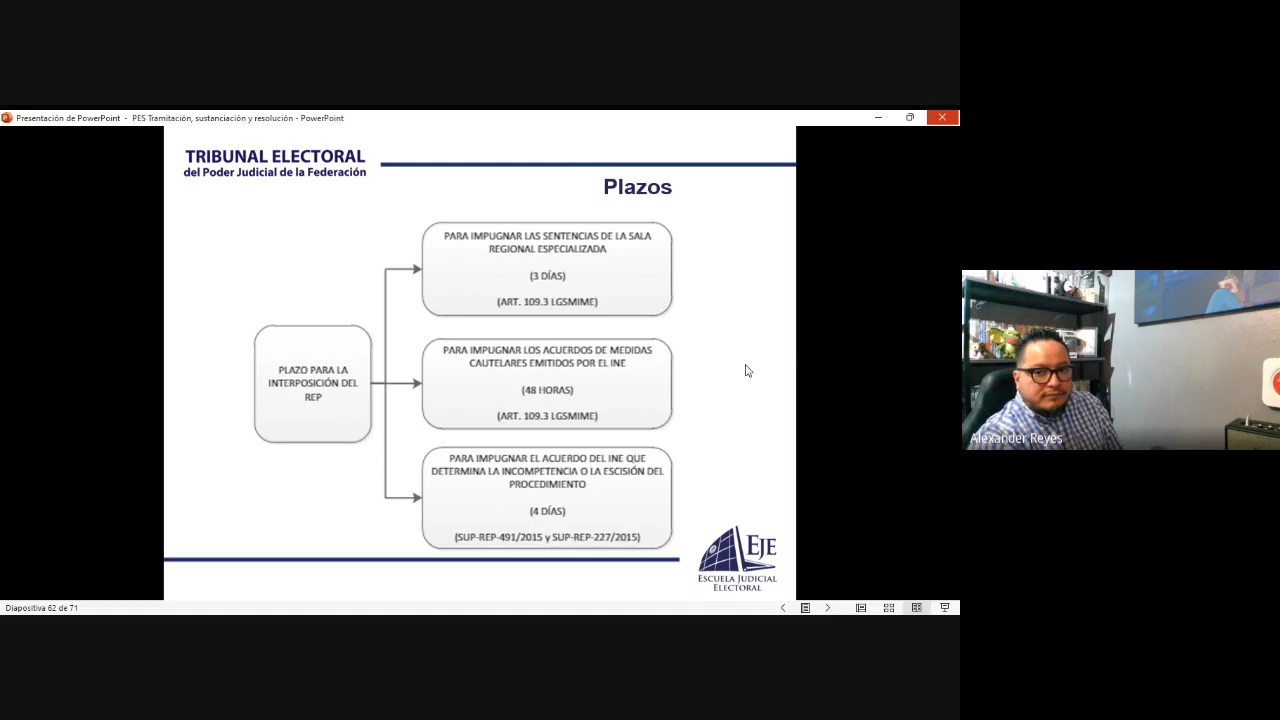 Presentación de PowerPoint - PES Tramitación, sustanciación y resolución - PowerPoint
TRIBUNAL ELECTORAL
del Poder Judicial de la Federación
Plazos
PLAZO PARA LA
INTERPOSICIÓN DEL
REP
PARA IMPUGNAR LAS SENTENCIAS DE LA SALA
REGIONAL ESPECIALIZADA
(3 DÍAS)
(ART. 109.3 LGSMIME)
PARA IMPUGNAR LOS ACUERDOS DE MEDIDAS
CAUTELARES EMITIDOS POR EL INE
(48 HORAS)
(ART. 109.3 LGSMIME)
PARA IMPUGNAR EL ACUERDO DEL INE QUE
DETERMINA LA INCOMPETENCIA O LA ESCISIÓN DEL
PROCEDIMIENTO
(4 DÍAS)
(SUP-REP-491/2015 y SUP-REP-227/2015)
EJE
ESCUELA JUDICIAL
ELECTORAL
Diapositiva 62 de 71
Alexander Reyes